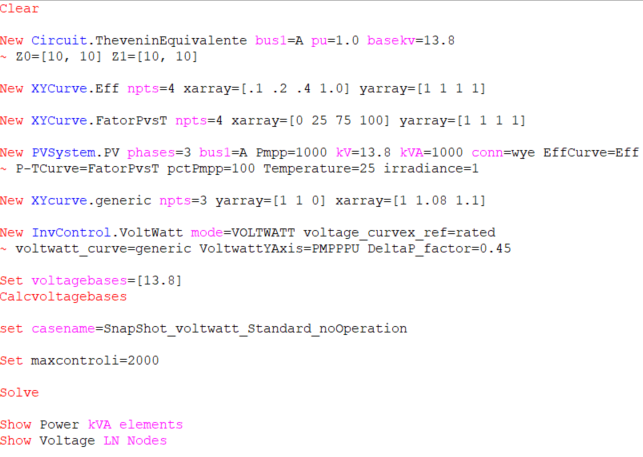 Clear
New Circuit.TheveninEquivalente bus1=A pu=1.0 basekv=13.8
~ Z0=[10, 10] Z1=[10, 10]
New XYCurve.Eff npts=4 xarray=[.1 .2 .4 1.0] yarray=[1 1 1 1]
New XYCurve.FatorPvsT npts=4 xarray=[0 25 75 100] yarray=[1 1 1 1]
New PVSystem.PV phases=3 bus1=A Pmpp=1000 kV=13.8 kVA=1000 conn=wye EffCurve=Eff
~ P-TCurve=FatorPvsT pctPmpp=100 Temperature=25 irradiance=1
New XYcurve.generic npts=3 yarray=[1 1 0] xarray=[1 1.08 1.1]
New InvControl.VoltWatt mode=VOLTWATT voltage_curvex_ref=rated
~ voltwatt_curve=generic VoltwattYAxis=PMPPPU DeltaP_factor=0.45
Set voltagebases=[13.8]
Calcvoltagebases
set casename=SnapShot_voltwatt_Standard_noOperation
Set maxcontroli=2000
Solve
Show Power kVA elements
Show Voltage LN Nodes